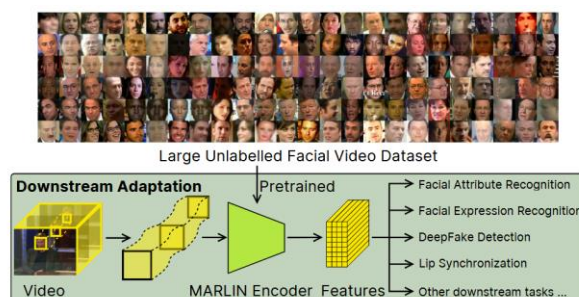 Large Unlabelled Facial Video Dataset
Downstream Adaptation
Pretrained
Facial Attribute Recognition
Facial Expression Recognition
DeepFake Detection
Lip Synchronization
Other downstream tasks ...
Video
MARLIN Encoder
Features